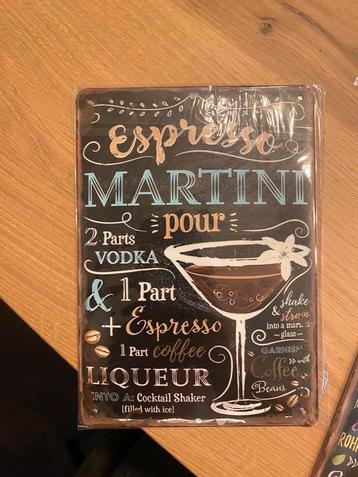 Espresso
MARTINI
pour
2 Parts
VODKA
& 1 Part
+ Espresso
1 Part coffee
LIQUEUR
INTO A: Cocktail Shaker
(filled with ice)
shake
& strain
into a
~ glass ~
GARNISH
with
Coffee
Beans